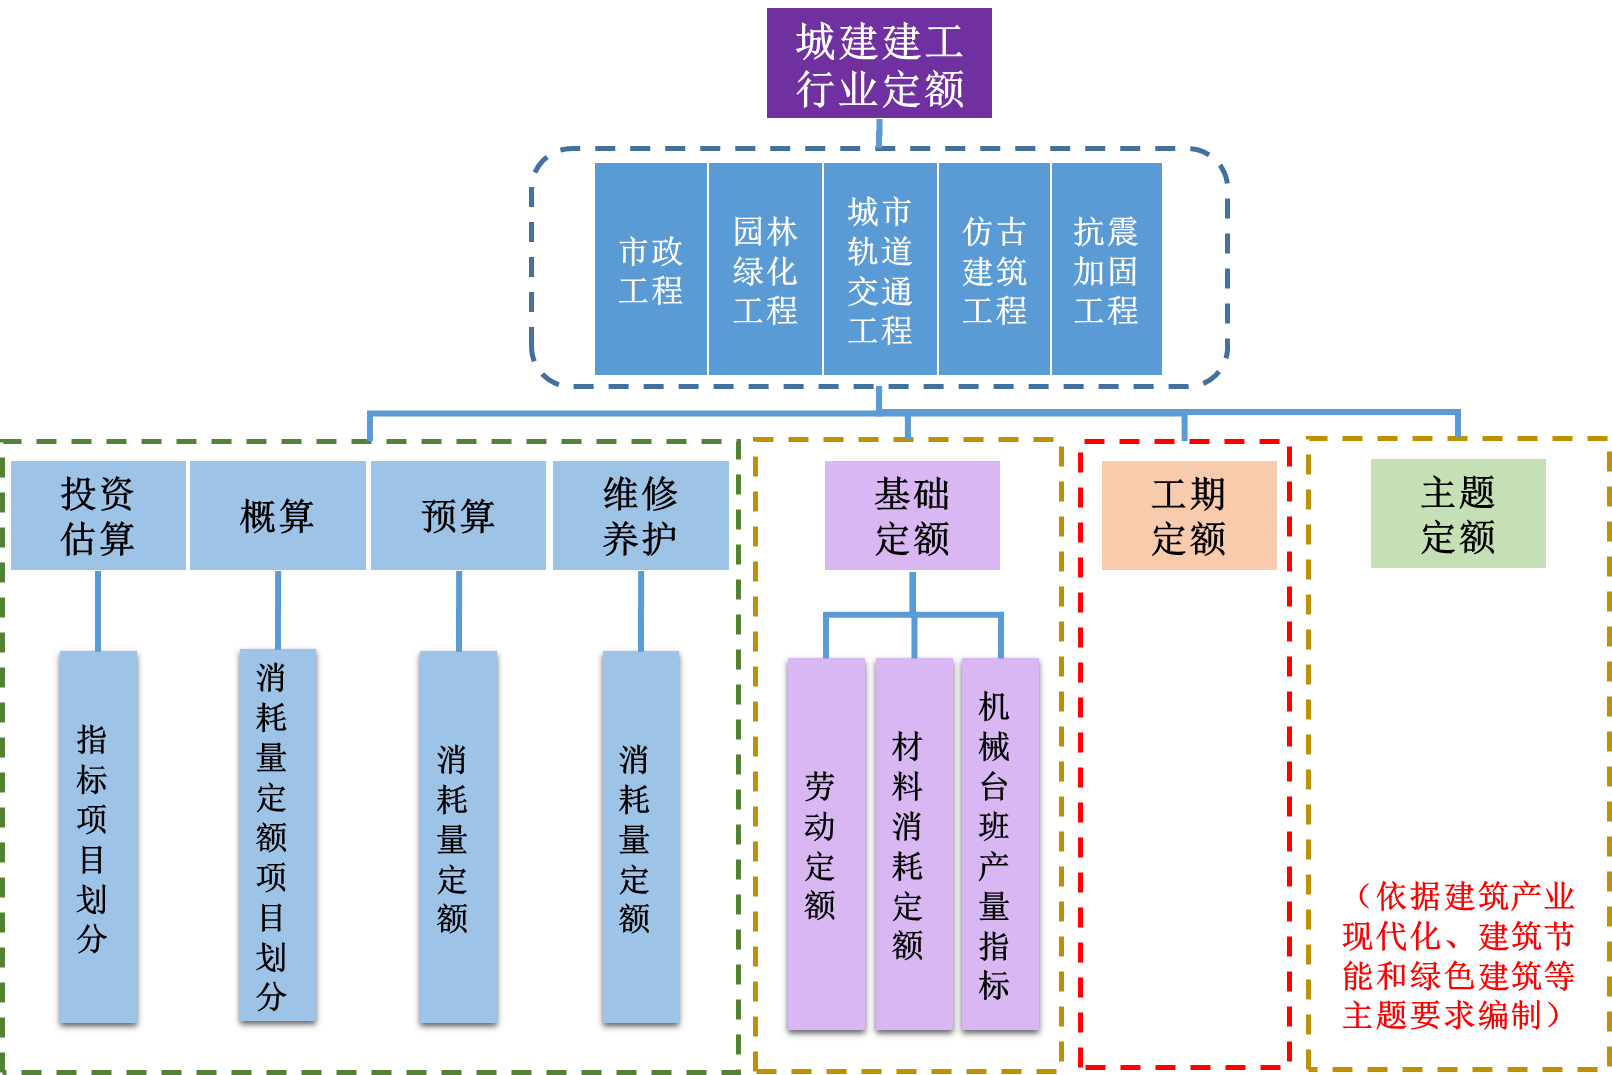 城建建工
行业定额
市政
工程
园林
绿化
工程
城市
轨道
交通
工程
仿古
建筑
工程
抗震
加固
工程
投资
估算
概算
预算
维修
养护
基础
定额
工期
定额
主题
定额
指标项目划分
消耗量定额项目划分
消耗量定额
消耗量定额
劳动定额
材料消耗定额
机械台班产量指标
（依据建筑产业
现代化、建筑节
能和绿色建筑等
主题要求编制）